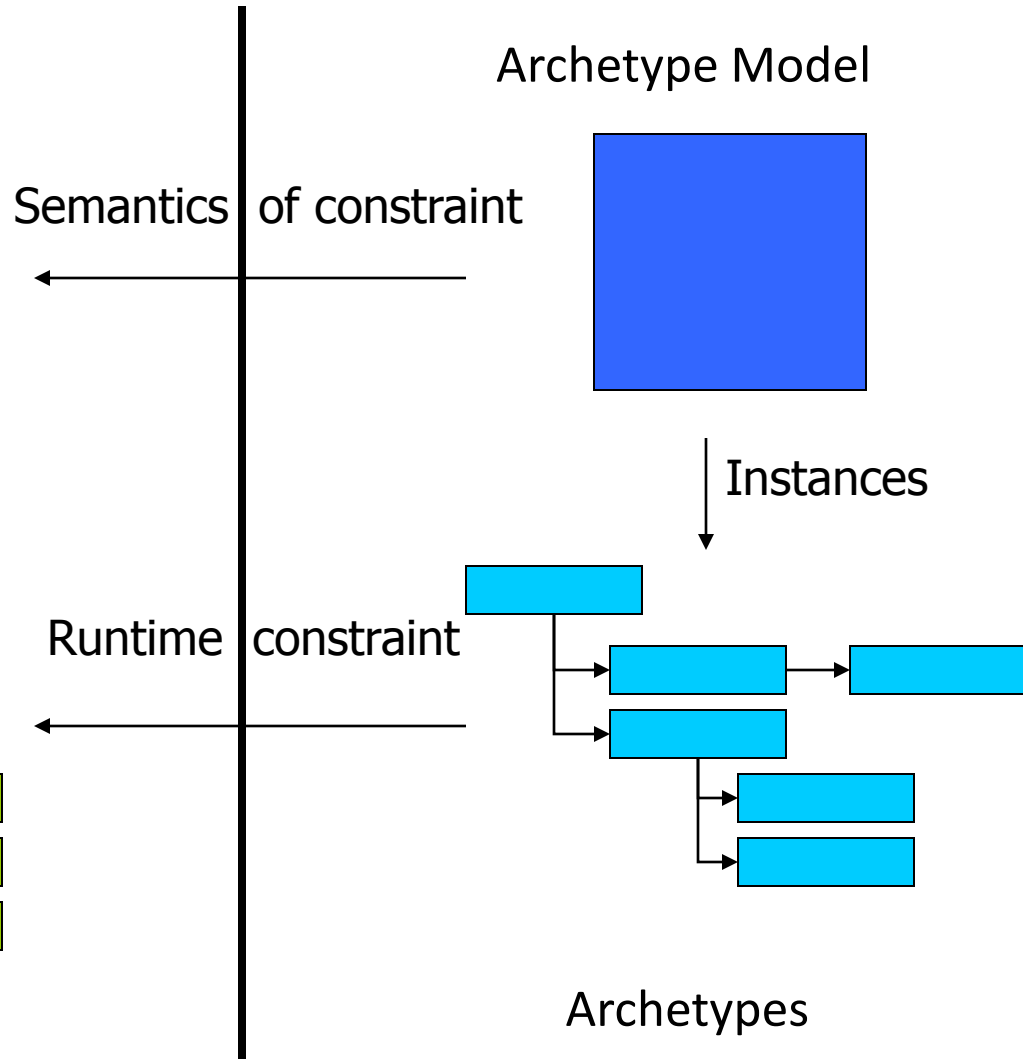 Archetype Model
Semantics of constraint
Instances
Runtime constraint
Archetypes